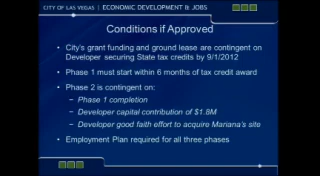 CITY OF LAS VEGAS | ECONOMIC DEVELOPMENT & JOBS
Conditions if Approved
• City's grant funding and ground lease are contingent on
Developer securing State tax credits by 9/1/2012
• Phase 1 must start within 6 months of tax credit award
• Phase 2 is contingent on:
– Phase 1 completion
– Developer capital contribution of $1.8M
– Developer good faith effort to acquire Mariana's site
• Employment Plan required for all three phases